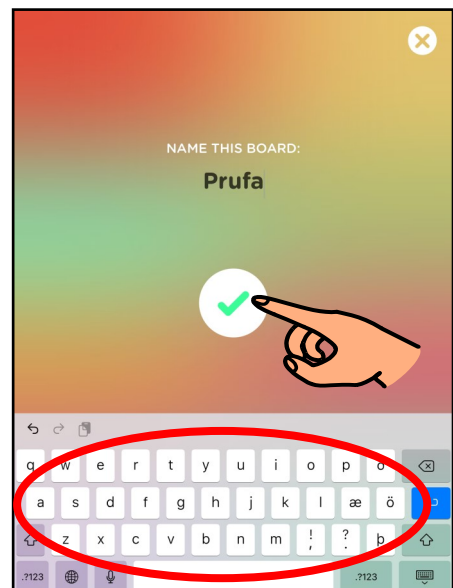 NAME THIS BOARD:
Prufa
q w e r t y u i o p ð
a s d f g h j k l æ ö
z x c v b n m ! , ? . þ
.?123 .?123